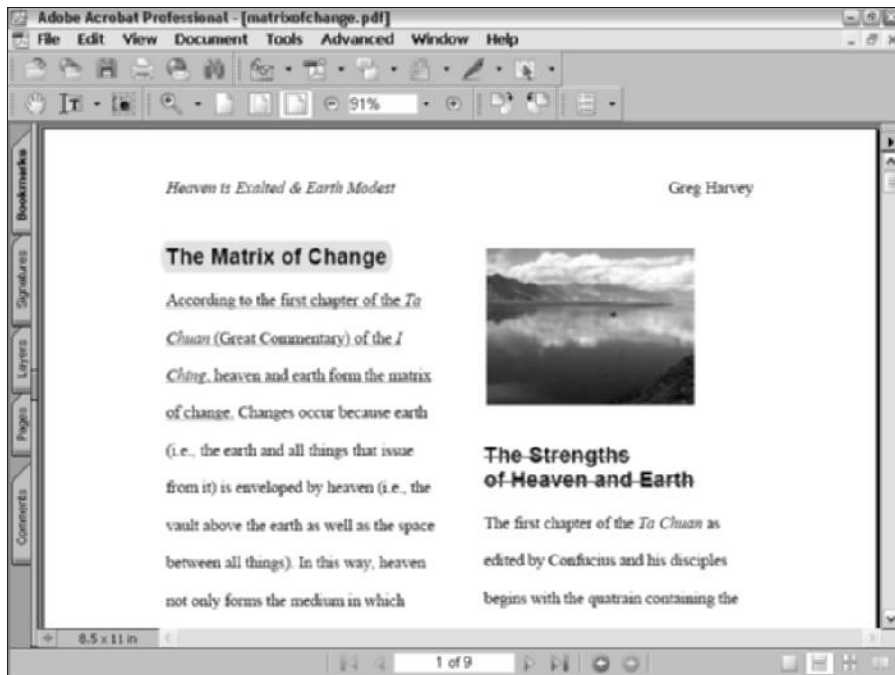 Adobe Acrobat Professional - [matrixofchange.pdf]
File Edit View Document Tools Advanced Window Help
91%
Bookmarks
Signatures
Layers
Pages
Comments
Heaven is Exalted & Earth Modest
Greg Harvey
The Matrix of Change
According to the first chapter of the Ta
Chuan (Great Commentary) of the I
Ching, heaven and earth form the matrix
of change. Changes occur because earth
(i.e., the earth and all things that issue
from it) is enveloped by heaven (i.e., the
vault above the earth as well as the space
between all things). In this way, heaven
not only forms the medium in which
The Strengths
of Heaven and Earth
The first chapter of the Ta Chuan as
edited by Confucius and his disciples
begins with the quatrain containing the
8.5 x 11 in
1 of 9